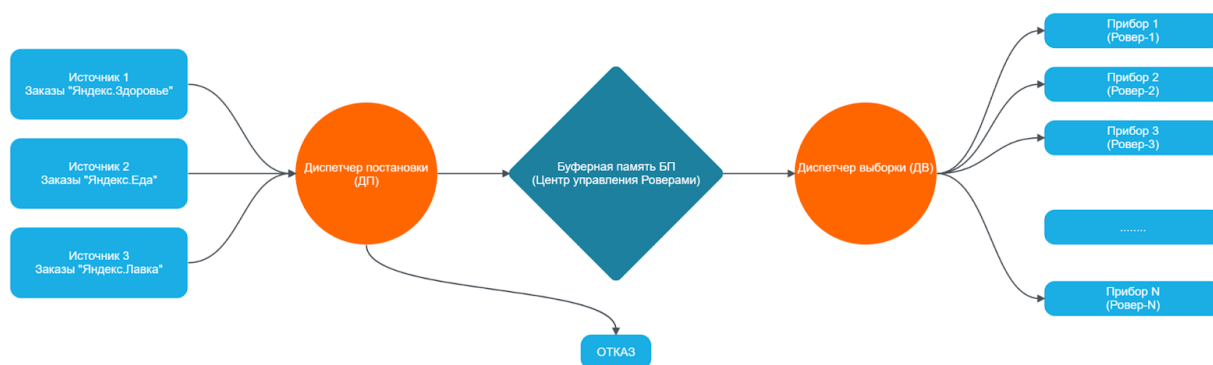 Источник 1
Заказы "Яндекс.Здоровье"
Источник 2
Заказы "Яндекс.Еда"
Источник 3
Заказы "Яндекс.Лавка"
Диспетчер постановки
(ДП)
Буферная память БП
(Центр управления Роверами)
ОТКАЗ
Диспетчер выборки (ДВ)
Прибор 1
(Ровер-1)
Прибор 2
(Ровер-2)
Прибор 3
(Ровер-3)
........
Прибор N
(Ровер-N)